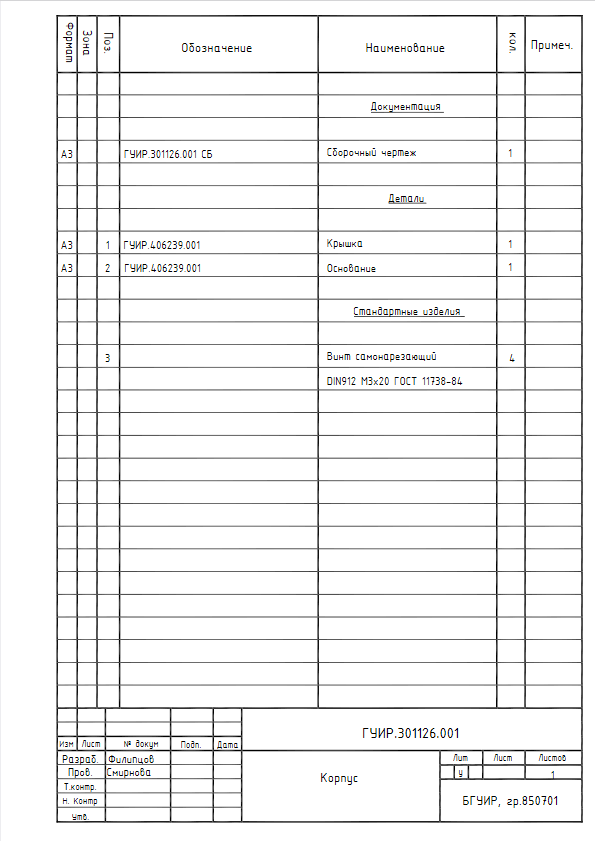 Формат Зона Поз. Обозначение Наименование Кол. Примеч.
Документация
А3 ГУИР.301126.001 СБ Сборочный чертеж 1
Детали
А3 1 ГУИР.406239.001 Крышка 1
А3 2 ГУИР.406239.001 Основание 1
Стандартные изделия
3 Винт самонарезающий 4
DIN912 М3х20 ГОСТ 11738-84
ГУИР.301126.001
Изм Лист № докум Подп. Дата
Разраб. Филипцов
Пров. Смирнова
Т.контр.
Н. Контр
Утв.
Корпус
Лит Лист Листов
У 1
БГУИР, гр.850701